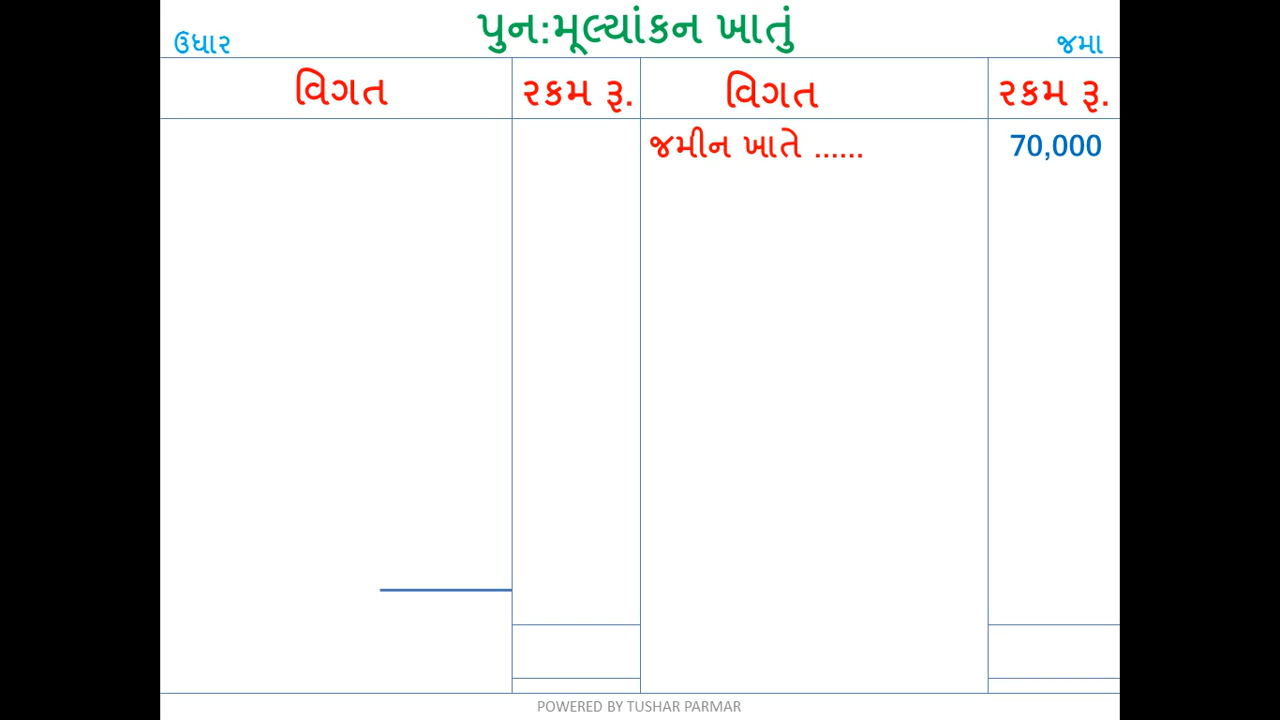 પુન:મૂલ્યાંકન ખાતું
ઉધાર જમા
વિગત રકમ રૂ. વિગત રકમ રૂ.
જમીન ખાતે ...... 70,000
POWERED BY TUSHAR PARMAR